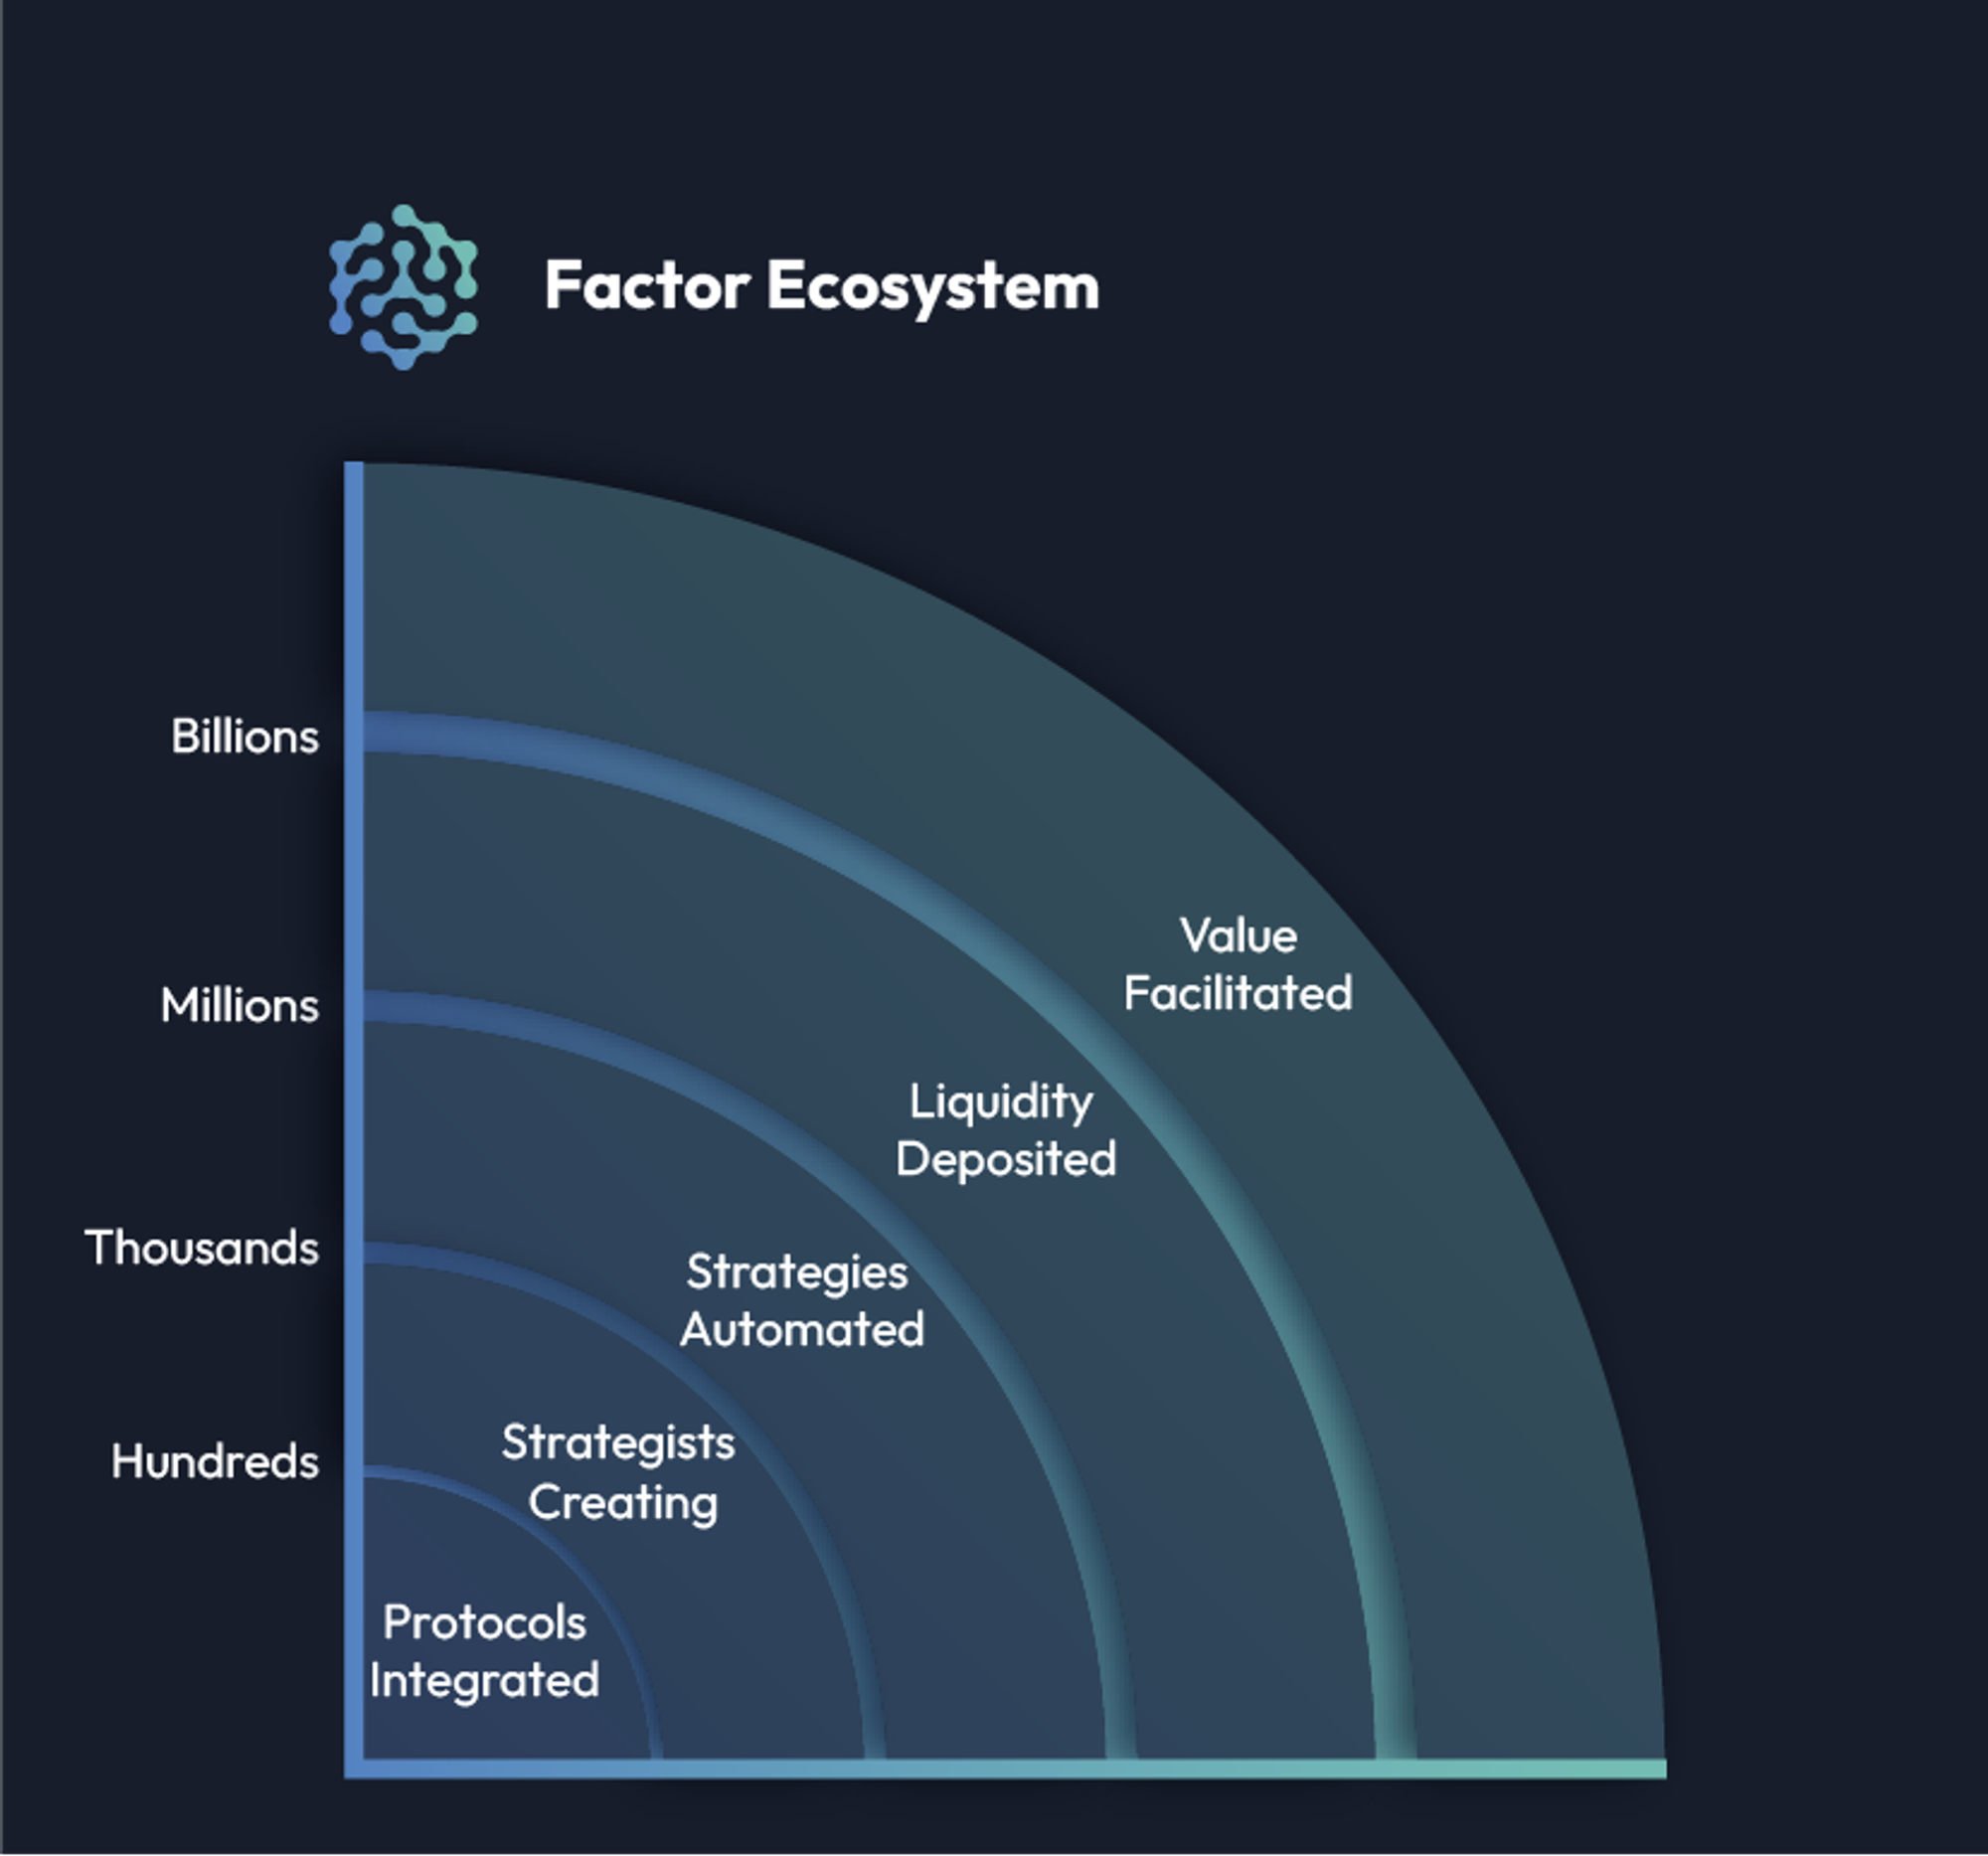 Factor Ecosystem
Billions
Value
Facilitated
Millions
Liquidity
Deposited
Thousands
Strategies
Automated
Hundreds
Strategists
Creating
Protocols
Integrated